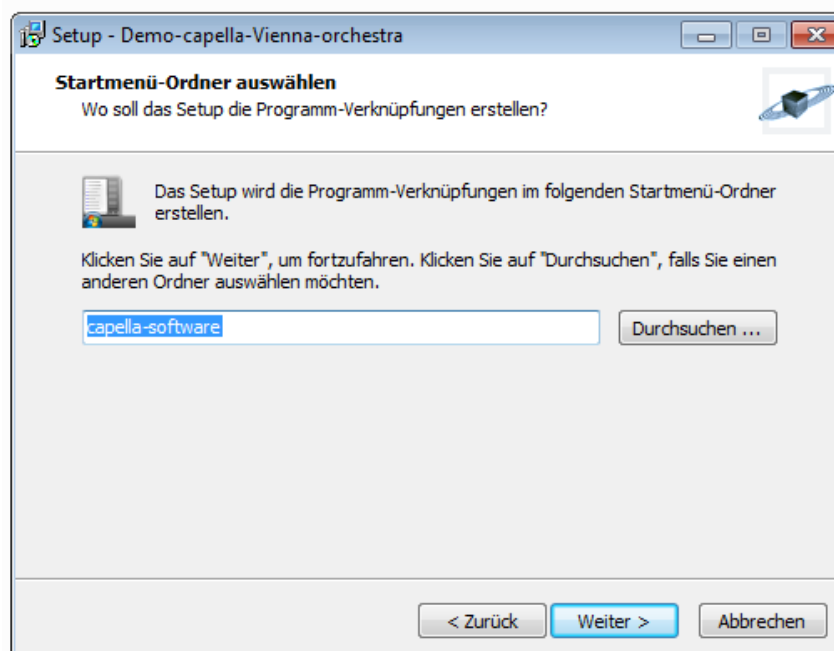 Setup - Demo-capella-Vienna-orchestra
Startmenü-Ordner auswählen
Wo soll das Setup die Programm-Verknüpfungen erstellen?
Das Setup wird die Programm-Verknüpfungen im folgenden Startmenü-Ordner
erstellen.
Klicken Sie auf "Weiter", um fortzufahren. Klicken Sie auf "Durchsuchen", falls Sie einen
anderen Ordner auswählen möchten.
capella-software
Durchsuchen ...
< Zurück
Weiter >
Abbrechen